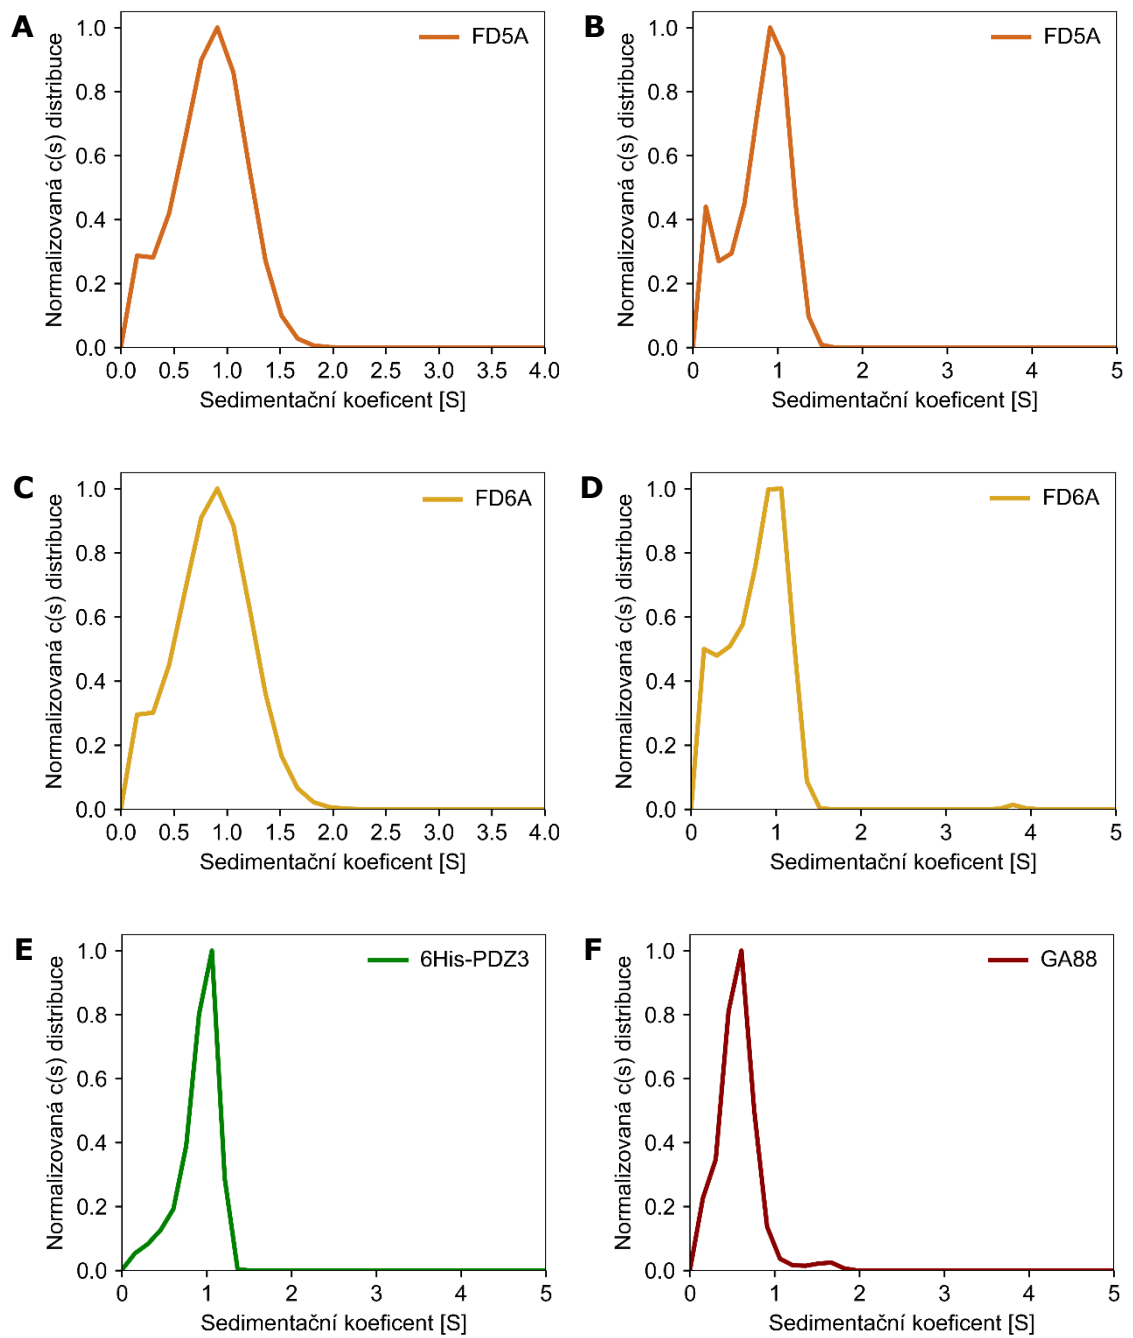 A
Normalizovaná c(s) distribuce
1.0
0.8
0.6
0.4
0.2
0.0
FD5A
0.0 0.5 1.0 1.5 2.0 2.5 3.0 3.5 4.0
Sedimentační koeficent [S]
B
Normalizovaná c(s) distribuce
1.0
0.8
0.6
0.4
0.2
0.0
FD5A
0 1 2 3 4 5
Sedimentační koeficent [S]
C
Normalizovaná c(s) distribuce
1.0
0.8
0.6
0.4
0.2
0.0
FD6A
0.0 0.5 1.0 1.5 2.0 2.5 3.0 3.5 4.0
Sedimentační koeficent [S]
D
Normalizovaná c(s) distribuce
1.0
0.8
0.6
0.4
0.2
0.0
FD6A
0 1 2 3 4 5
Sedimentační koeficent [S]
E
Normalizovaná c(s) distribuce
1.0
0.8
0.6
0.4
0.2
0.0
6His-PDZ3
0 1 2 3 4 5
Sedimentační koeficent [S]
F
Normalizovaná c(s) distribuce
1.0
0.8
0.6
0.4
0.2
0.0
GA88
0 1 2 3 4 5
Sedimentační koeficent [S]